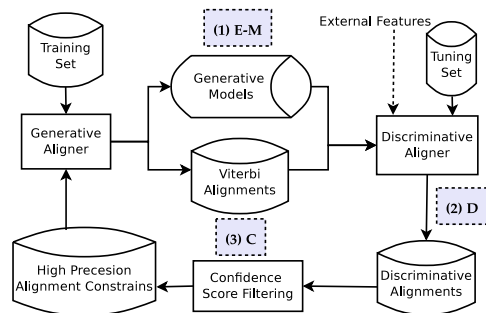 Training
Set
(1) E-M
External Features
Tuning
Set
Generative
Models
Generative
Aligner
Discriminative
Aligner
Viterbi
Alignments
(2) D
(3) C
High Precesion
Alignment Constrains
Confidence
Score Filtering
Discriminative
Alignments